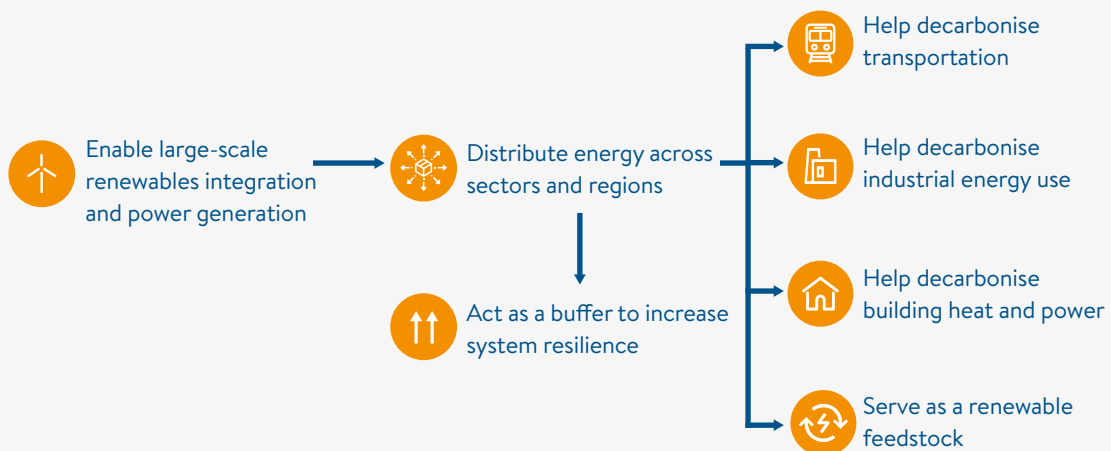 Enable large-scale
renewables integration
and power generation
Distribute energy across
sectors and regions
Act as a buffer to increase
system resilience
Help decarbonise
transportation
Help decarbonise
industrial energy use
Help decarbonise
building heat and power
Serve as a renewable
feedstock